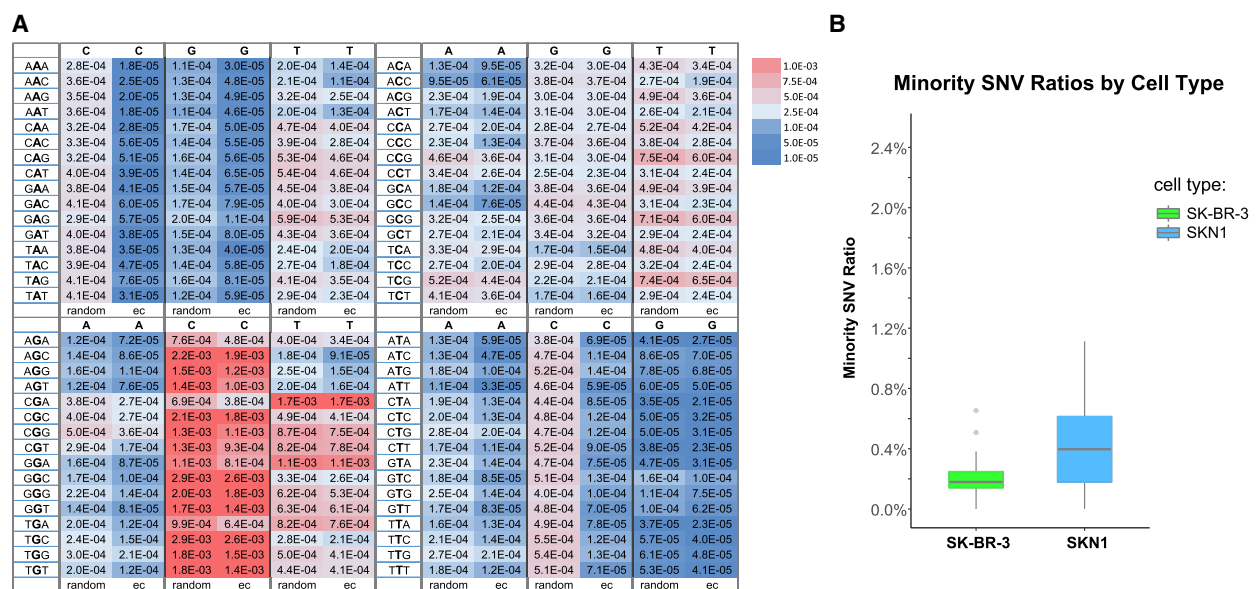 A
B
C C G G T T A A G G T T
AAA 2.8E-04 1.8E-05 1.1E-04 3.0E-05 2.0E-04 1.4E-04 ACA 1.3E-04 9.5E-05 3.2E-04 3.0E-04 4.3E-04 3.4E-04
AAC 3.6E-04 2.5E-05 1.3E-04 4.8E-05 2.1E-04 1.1E-04 ACC 9.5E-05 6.1E-05 3.8E-04 3.7E-04 2.7E-04 1.9E-04
AAG 3.5E-04 2.0E-05 1.3E-04 4.9E-05 3.2E-04 2.5E-04 ACG 2.3E-04 1.9E-04 3.0E-04 3.0E-04 4.9E-04 3.6E-04
AAT 3.6E-04 1.8E-05 1.1E-04 4.6E-05 2.0E-04 1.3E-04 ACT 1.7E-04 1.4E-04 3.1E-04 3.0E-04 2.6E-04 2.1E-04
CAA 3.2E-04 2.8E-05 1.7E-04 5.0E-05 4.7E-04 4.0E-04 CCA 2.7E-04 2.0E-04 2.8E-04 2.7E-04 5.2E-04 4.2E-04
CAC 3.3E-04 5.6E-05 1.4E-04 5.5E-05 3.9E-04 2.8E-04 CCC 2.3E-04 1.3E-04 3.7E-04 3.6E-04 3.8E-04 2.8E-04
CAG 3.2E-04 5.1E-05 1.6E-04 5.6E-05 5.3E-04 4.6E-04 CCG 4.6E-04 3.6E-04 3.1E-04 3.0E-04 7.5E-04 6.0E-04
CAT 4.0E-04 3.9E-05 1.4E-04 6.5E-05 5.4E-04 4.6E-04 CCT 3.4E-04 2.6E-04 2.5E-04 2.3E-04 3.1E-04 2.4E-04
GAA 3.8E-04 4.1E-05 1.5E-04 5.7E-05 4.5E-04 3.8E-04 GCA 1.8E-04 1.2E-04 3.8E-04 3.6E-04 4.9E-04 3.9E-04
GAC 4.1E-04 6.0E-05 1.7E-04 7.9E-05 4.0E-04 3.0E-04 GCC 1.4E-04 7.6E-05 4.4E-04 4.3E-04 3.1E-04 2.3E-04
GAG 2.9E-04 5.7E-05 2.0E-04 1.1E-04 5.9E-04 5.3E-04 GCG 3.2E-04 2.5E-04 3.6E-04 3.6E-04 7.1E-04 6.0E-04
GAT 4.0E-04 3.8E-05 1.5E-04 8.0E-05 4.3E-04 3.6E-04 GCT 2.7E-04 2.1E-04 3.4E-04 3.2E-04 2.9E-04 2.4E-04
TAA 3.8E-04 3.5E-05 1.3E-04 4.0E-05 2.4E-04 2.0E-04 TCA 3.3E-04 2.9E-04 1.7E-04 1.5E-04 4.8E-04 4.0E-04
TAC 3.9E-04 4.7E-05 1.4E-04 5.8E-05 2.7E-04 1.8E-04 TCC 2.7E-04 2.0E-04 2.9E-04 2.8E-04 3.2E-04 2.4E-04
TAG 4.1E-04 7.6E-05 1.6E-04 8.1E-05 4.1E-04 3.5E-04 TCG 5.2E-04 4.4E-04 2.2E-04 2.1E-04 7.4E-04 6.5E-04
TAT 4.1E-04 3.1E-05 1.2E-04 5.9E-05 2.9E-04 2.3E-04 TCT 4.1E-04 3.6E-04 1.7E-04 1.6E-04 2.9E-04 2.4E-04
random ec random ec random ec random ec random ec random ec
A A C C T T A A C C G G
AGA 1.2E-04 7.2E-05 7.6E-04 4.8E-04 4.0E-04 3.4E-04 ATA 1.3E-04 5.9E-05 3.8E-04 6.9E-05 4.1E-05 2.7E-05
AGC 1.4E-04 8.6E-05 2.2E-03 1.9E-03 1.8E-04 9.1E-05 ATC 1.3E-04 4.7E-05 4.7E-04 1.1E-04 8.6E-05 7.0E-05
AGG 1.6E-04 1.1E-04 1.5E-03 1.2E-03 2.5E-04 1.5E-04 ATG 1.8E-04 1.0E-04 5.2E-04 1.4E-04 7.8E-05 6.8E-05
AGT 1.2E-04 7.6E-05 1.4E-03 1.0E-03 2.0E-04 1.6E-04 ATT 1.1E-04 3.3E-05 4.6E-04 5.9E-05 6.0E-05 5.0E-05
CGA 3.8E-04 2.7E-04 6.9E-04 3.8E-04 1.7E-03 1.7E-03 CTA 1.9E-04 1.3E-04 4.4E-04 8.5E-05 3.5E-05 2.1E-05
CGC 4.0E-04 2.7E-04 2.1E-03 1.8E-03 4.9E-04 4.1E-04 CTC 2.0E-04 1.3E-04 4.8E-04 1.2E-04 5.0E-05 3.2E-05
CGG 5.0E-04 3.6E-04 1.3E-03 1.1E-03 8.7E-04 7.5E-04 CTG 2.8E-04 2.0E-04 4.7E-04 1.2E-04 5.0E-05 3.1E-05
CGT 2.9E-04 1.7E-04 1.3E-03 9.3E-04 8.2E-04 7.8E-04 CTT 1.7E-04 1.1E-04 5.2E-04 9.0E-05 3.8E-05 2.3E-05
GGA 1.6E-04 8.7E-05 1.1E-03 8.1E-04 1.1E-03 1.1E-03 GTA 2.3E-04 1.4E-04 4.7E-04 7.5E-05 4.7E-05 3.1E-05
GGC 1.7E-04 1.0E-04 2.9E-03 2.6E-03 3.3E-04 2.6E-04 GTC 1.8E-04 8.5E-05 5.1E-04 1.3E-04 1.6E-04 1.0E-04
GGG 2.2E-04 1.4E-04 2.0E-03 1.8E-03 6.2E-04 5.3E-04 GTG 2.5E-04 1.4E-04 4.0E-04 1.0E-04 1.1E-04 7.5E-05
GGT 1.4E-04 8.1E-05 1.7E-03 1.4E-03 6.3E-04 6.1E-04 GTT 1.7E-04 8.3E-05 4.8E-04 7.0E-05 1.0E-04 6.2E-05
TGA 2.0E-04 1.2E-04 9.9E-04 6.4E-04 8.2E-04 7.6E-04 TTA 1.6E-04 1.3E-04 4.9E-04 7.8E-05 3.7E-05 2.3E-05
TGC 2.4E-04 1.5E-04 2.9E-03 2.6E-03 2.8E-04 2.1E-04 TTC 2.1E-04 1.4E-04 5.5E-04 1.2E-04 5.7E-05 4.0E-05
TGG 3.0E-04 2.1E-04 1.8E-03 1.5E-03 5.0E-04 4.1E-04 TTG 2.7E-04 2.1E-04 5.4E-04 1.3E-04 6.1E-05 4.8E-05
TGT 2.0E-04 1.2E-04 1.8E-03 1.4E-03 4.4E-04 4.1E-04 TTT 1.8E-04 1.2E-04 5.1E-04 7.1E-05 5.3E-05 4.1E-05
random ec random ec random ec random ec random ec random ec
1.0E-03
7.5E-04
5.0E-04
2.5E-04
1.0E-04
5.0E-05
1.0E-05
Minority SNV Ratios by Cell Type
Minority SNV Ratio
2.4%
2.0%
1.6%
1.2%
0.8%
0.4%
0.0%
SK-BR-3 SKN1
cell type:
SK-BR-3
SKN1